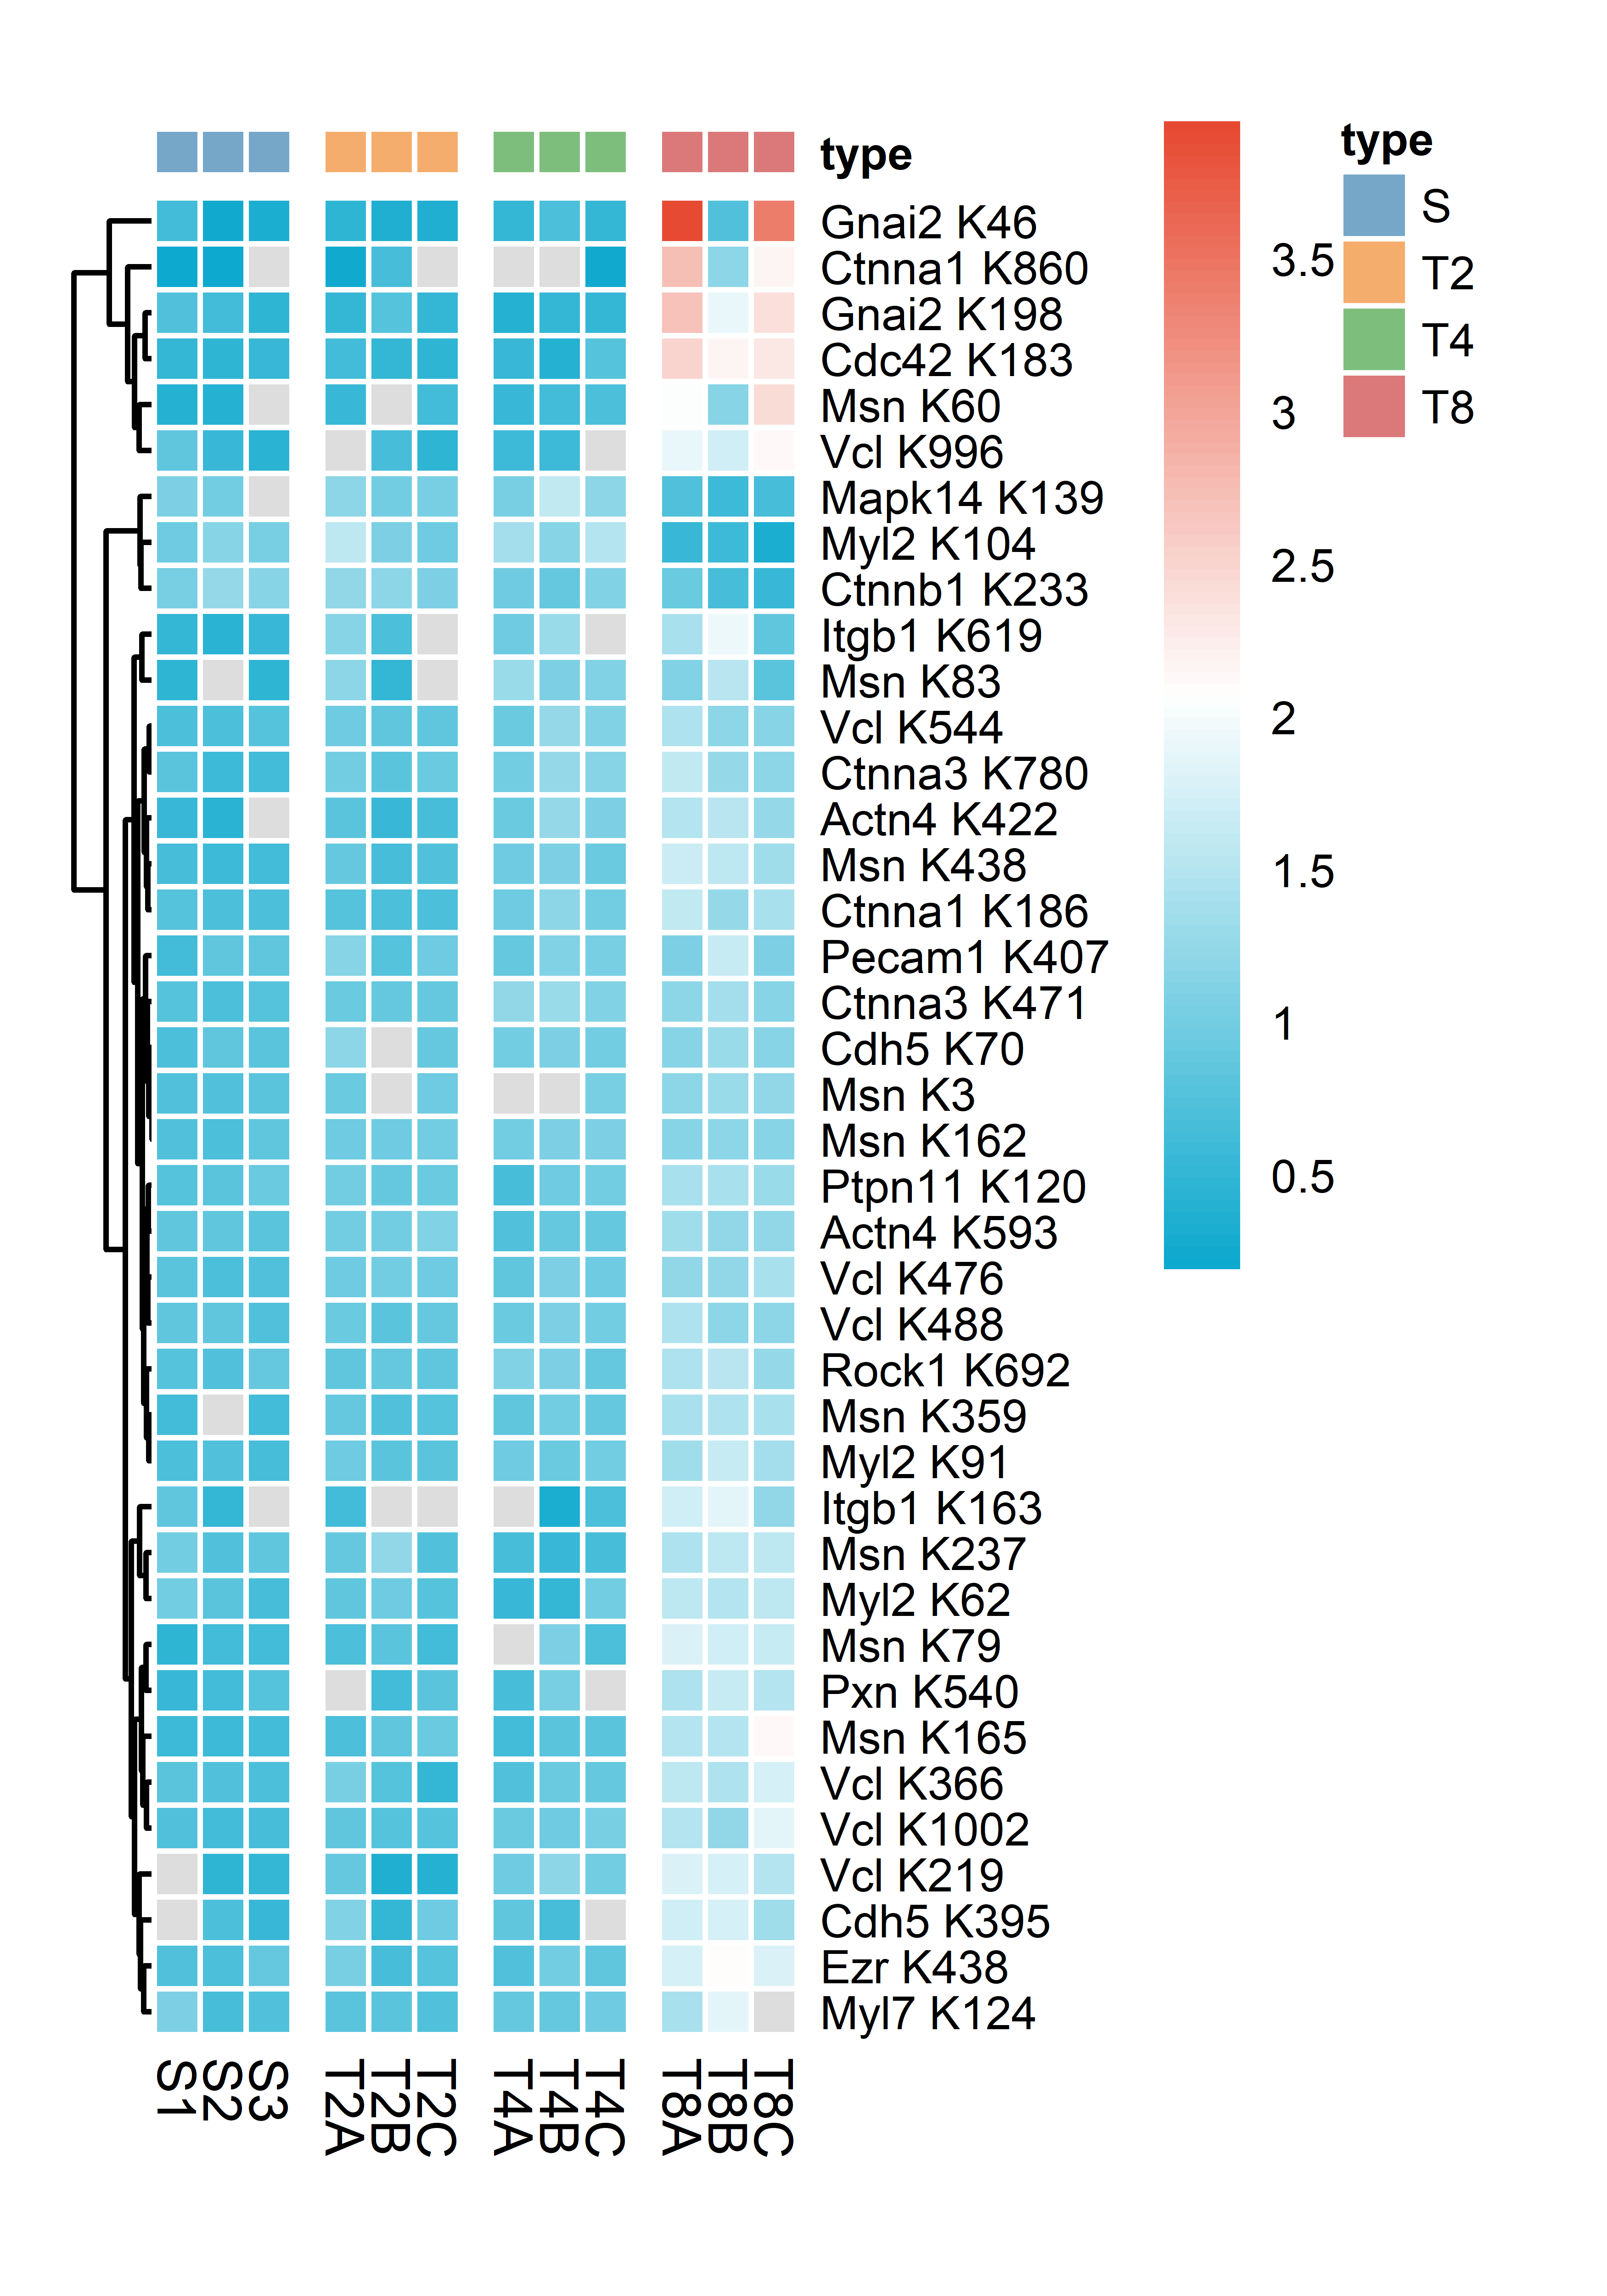 type
Gnai2 K46
Ctnna1 K860
Gnai2 K198
Cdc42 K183
Msn K60
Vcl K996
Mapk14 K139
Myl2 K104
Ctnnb1 K233
Itgb1 K619
Msn K83
Vcl K544
Ctnna3 K780
Actn4 K422
Msn K438
Ctnna1 K186
Pecam1 K407
Ctnna3 K471
Cdh5 K70
Msn K3
Msn K162
Ptpn11 K120
Actn4 K593
Vcl K476
Vcl K488
Rock1 K692
Msn K359
Myl2 K91
Itgb1 K163
Msn K237
Myl2 K62
Msn K79
Pxn K540
Msn K165
Vcl K366
Vcl K1002
Vcl K219
Cdh5 K395
Ezr K438
Myl7 K124
S1
S2
S3
T2A
T2B
T2C
T4A
T4B
T4C
T8A
T8B
T8C
3.5
3
2.5
2
1.5
1
0.5
type
S
T2
T4
T8